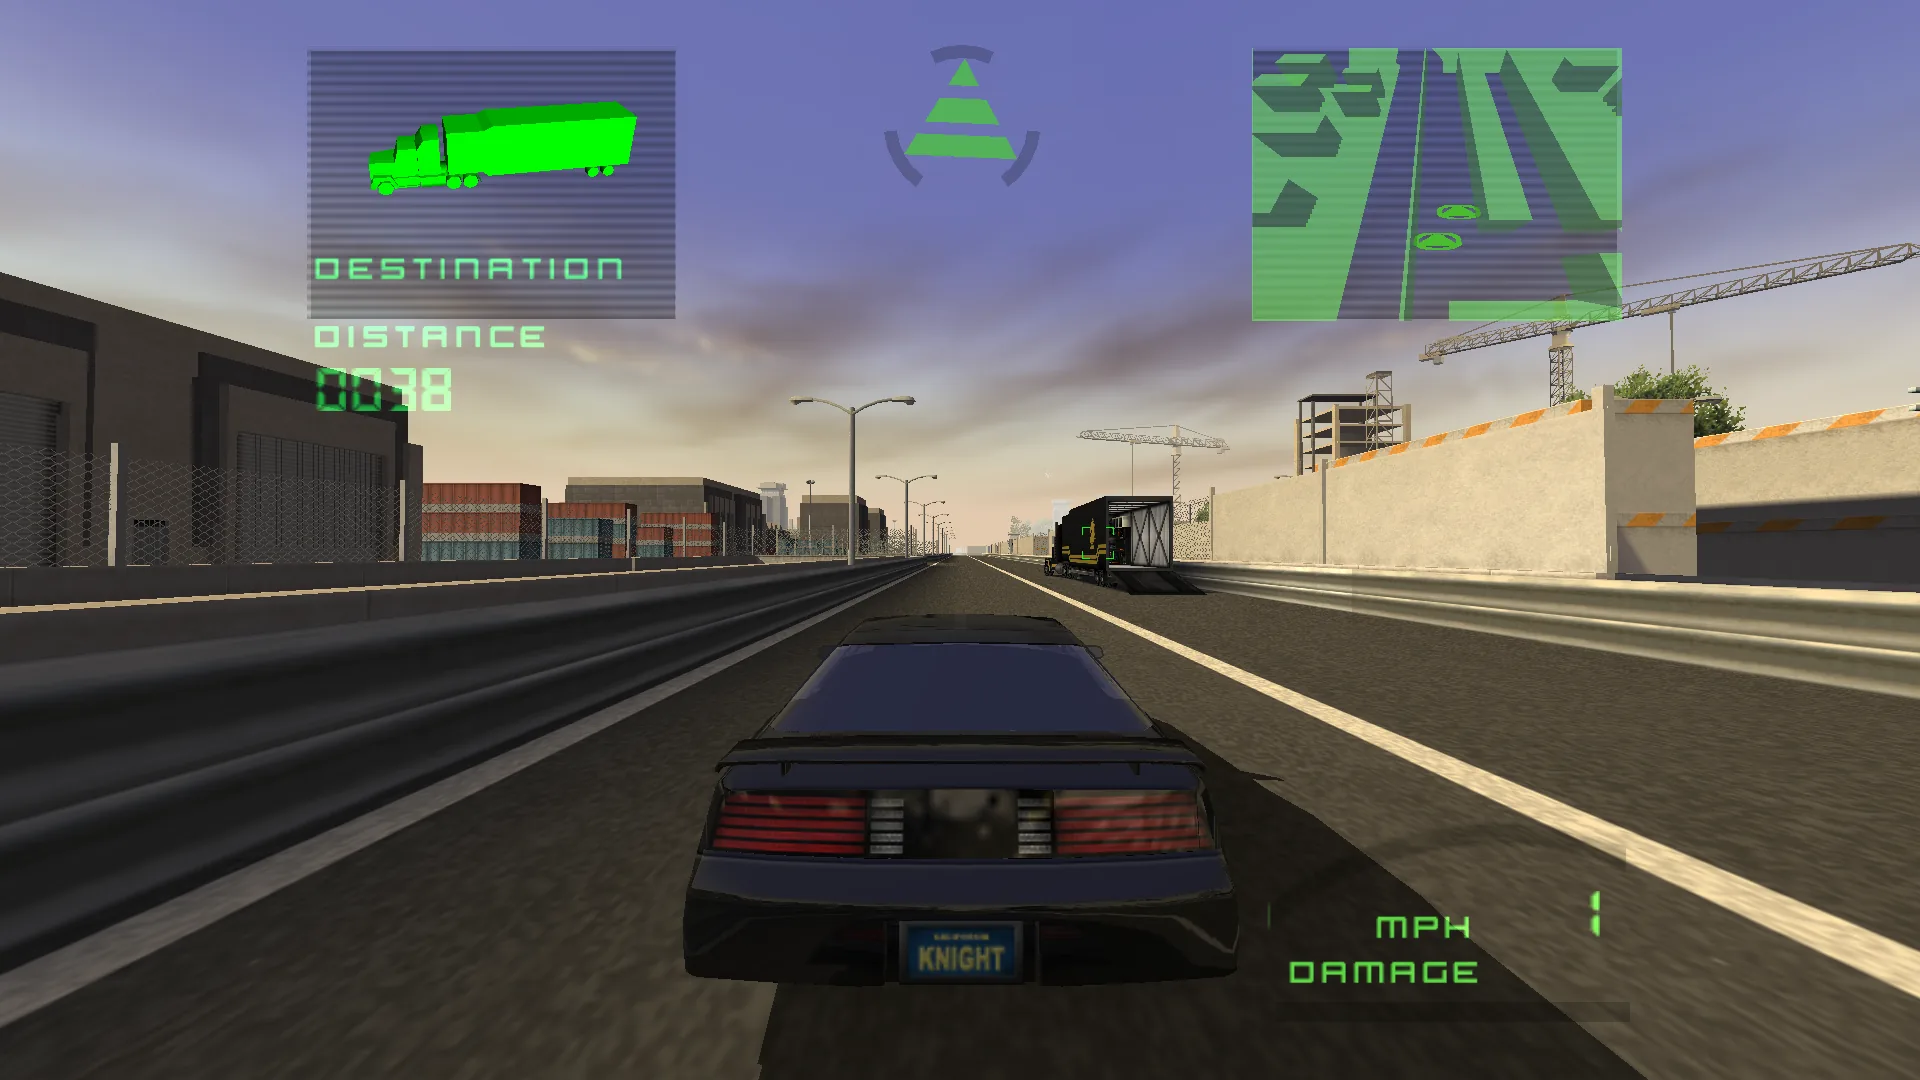 DESTINATION
DISTANCE
0038
KNIGHT
1
MPH
DAMAGE